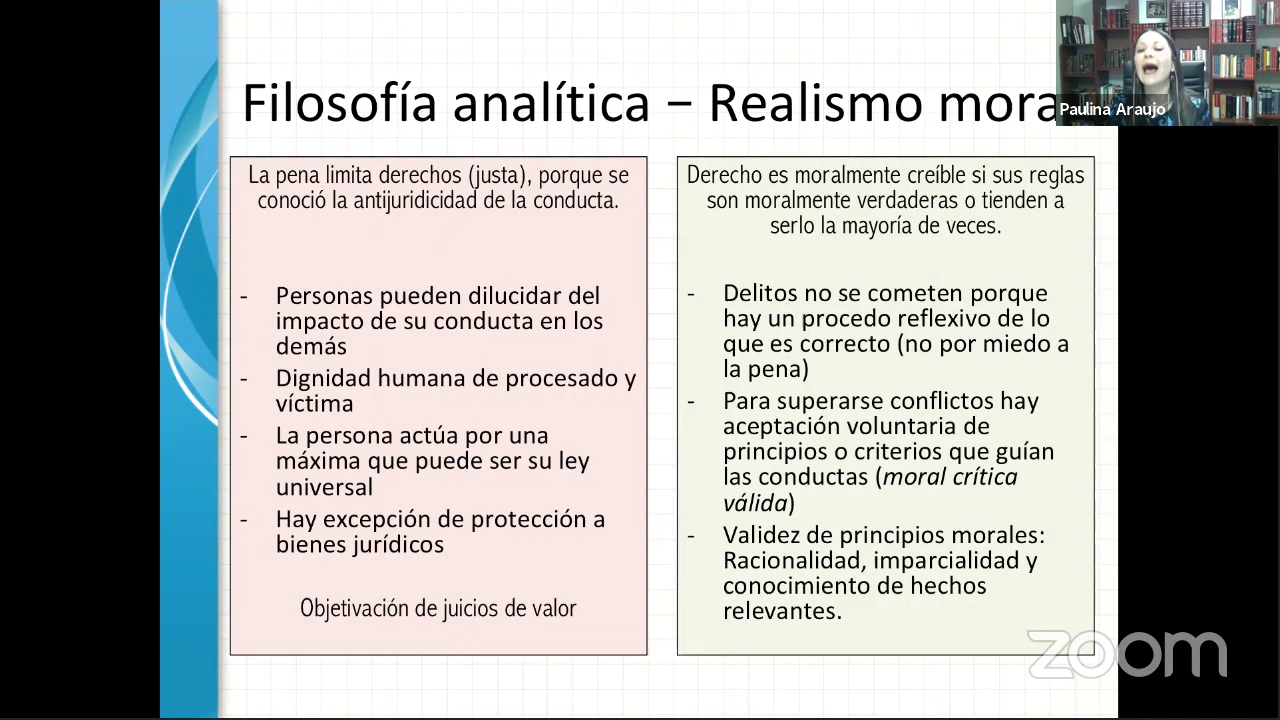 Filosofía analítica – Realismo mora
Paulina Araujo
La pena limita derechos (justa), porque se
conoció la antijuridicidad de la conducta.
- Personas pueden dilucidar del
impacto de su conducta en los
demás
- Dignidad humana de procesado y
víctima
- La persona actúa por una
máxima que puede ser su ley
universal
- Hay excepción de protección a
bienes jurídicos
Objetivación de juicios de valor
Derecho es moralmente creíble si sus reglas
son moralmente verdaderas o tienden a
serlo la mayoría de veces.
- Delitos no se cometen porque
hay un procedo reflexivo de lo
que es correcto (no por miedo a
la pena)
- Para superarse conflictos hay
aceptación voluntaria de
principios o criterios que guían
las conductas (moral crítica
válida)
- Validez de principios morales:
Racionalidad, imparcialidad y
conocimiento de hechos
relevantes.
zoom